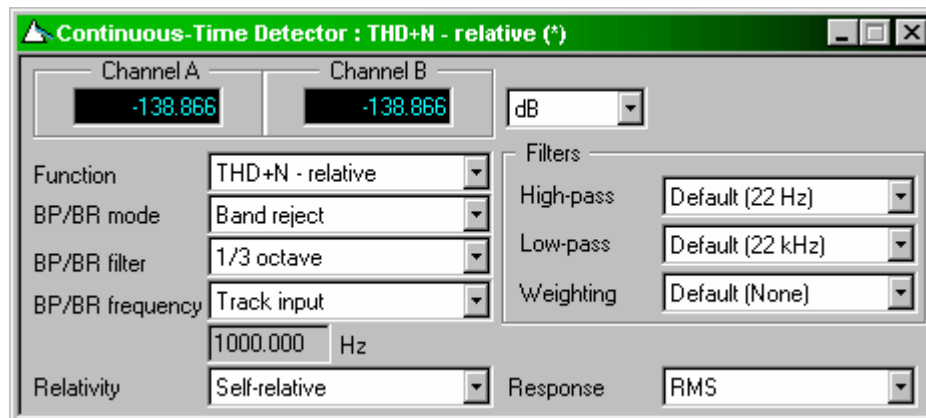 Continuous-Time Detector : THD+N - relative (*)
Channel A
Channel B
-138.866
-138.866
dB
Function
THD+N - relative
BP/BR mode
Band reject
BP/BR filter
1/3 octave
BP/BR frequency
Track input
1000.000 Hz
Relativity
Self-relative
Filters
High-pass
Default (22 Hz)
Low-pass
Default (22 kHz)
Weighting
Default (None)
Response
RMS